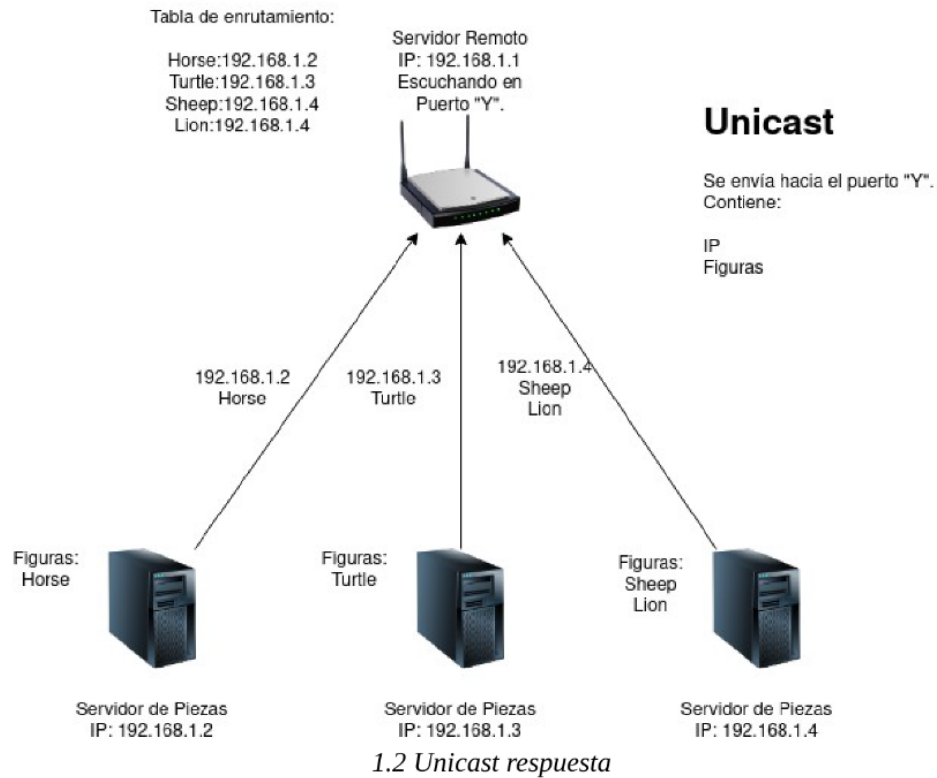 Tabla de enrutamiento:
Horse:192.168.1.2
Turtle:192.168.1.3
Sheep:192.168.1.4
Lion:192.168.1.4
Servidor Remoto
IP: 192.168.1.1
Escuchando en
Puerto "Y".
Unicast
Se envía hacia el puerto "Y".
Contiene:
IP
Figuras
192.168.1.2
Horse
192.168.1.3
Turtle
192.168.1.4
Sheep
Lion
Figuras:
Horse
Figuras:
Turtle
Figuras:
Sheep
Lion
Servidor de Piezas
IP: 192.168.1.2
Servidor de Piezas
IP: 192.168.1.3
Servidor de Piezas
IP: 192.168.1.4
1.2 Unicast respuesta